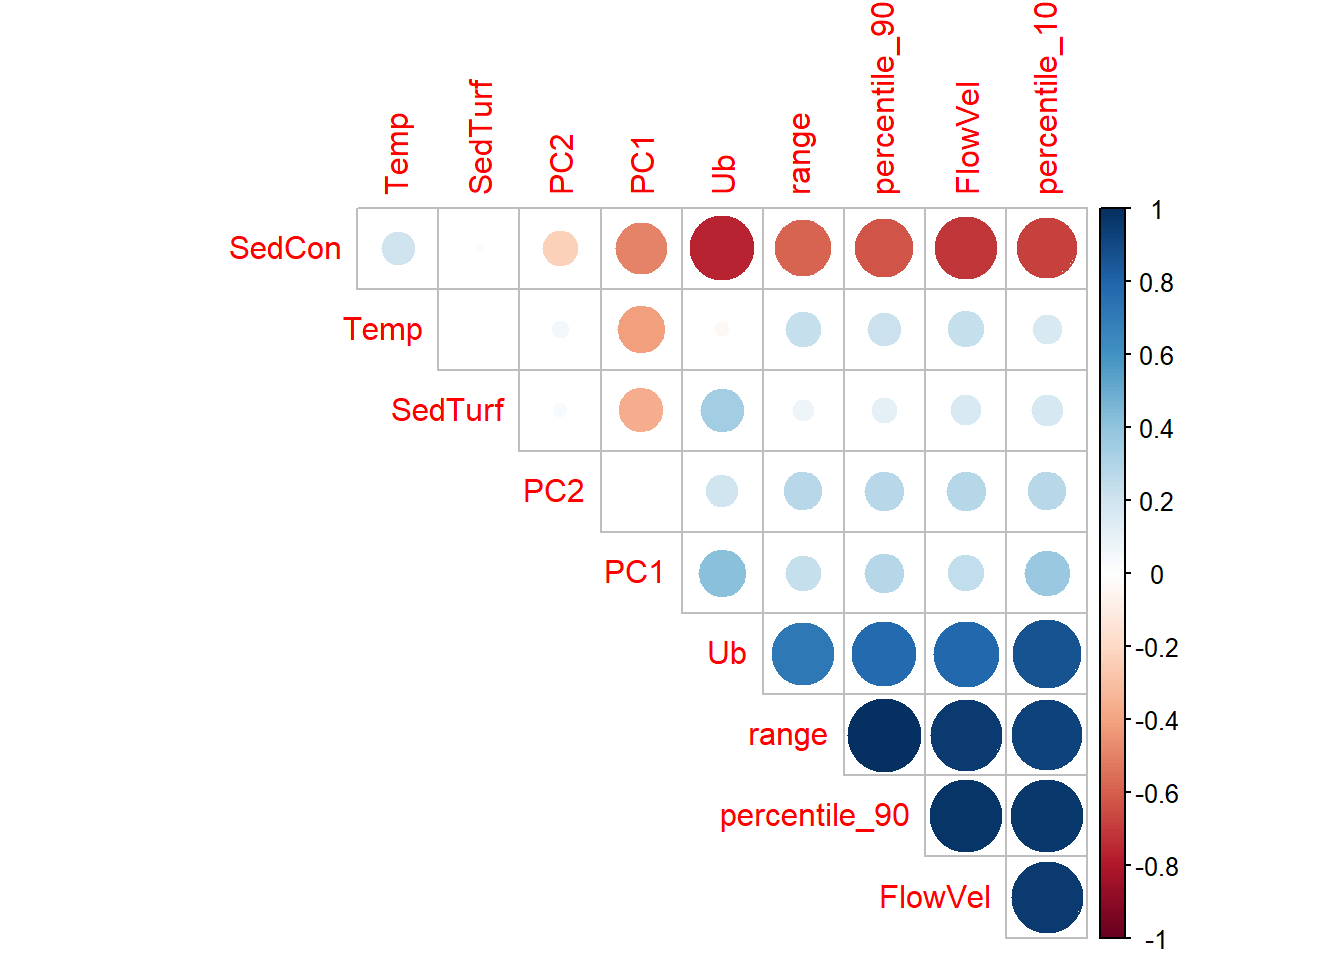 Temp
SedTurf
PC2
PC1
Ub
range
percentile_90
FlowVel
percentile_10
SedCon
Temp
SedTurf
PC2
PC1
Ub
range
percentile_90
FlowVel
1
0.8
0.6
0.4
0.2
0
-0.2
-0.4
-0.6
-0.8
-1